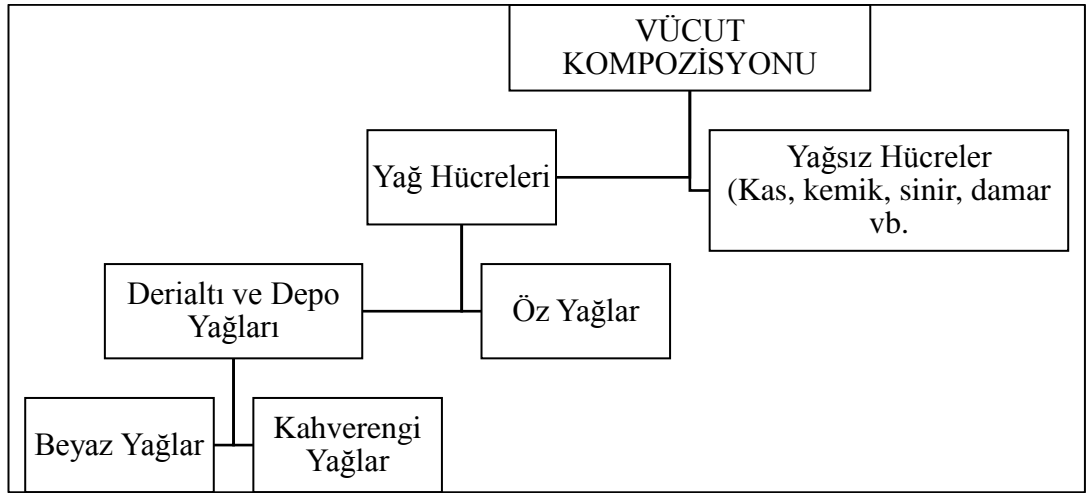 VÜCUT
KOMPOZİSYONU
Yağ Hücreleri
Yağsız Hücreler
(Kas, kemik, sinir, damar
vb.
Derialtı ve Depo
Yağları
Öz Yağlar
Beyaz Yağlar
Kahverengi
Yağlar